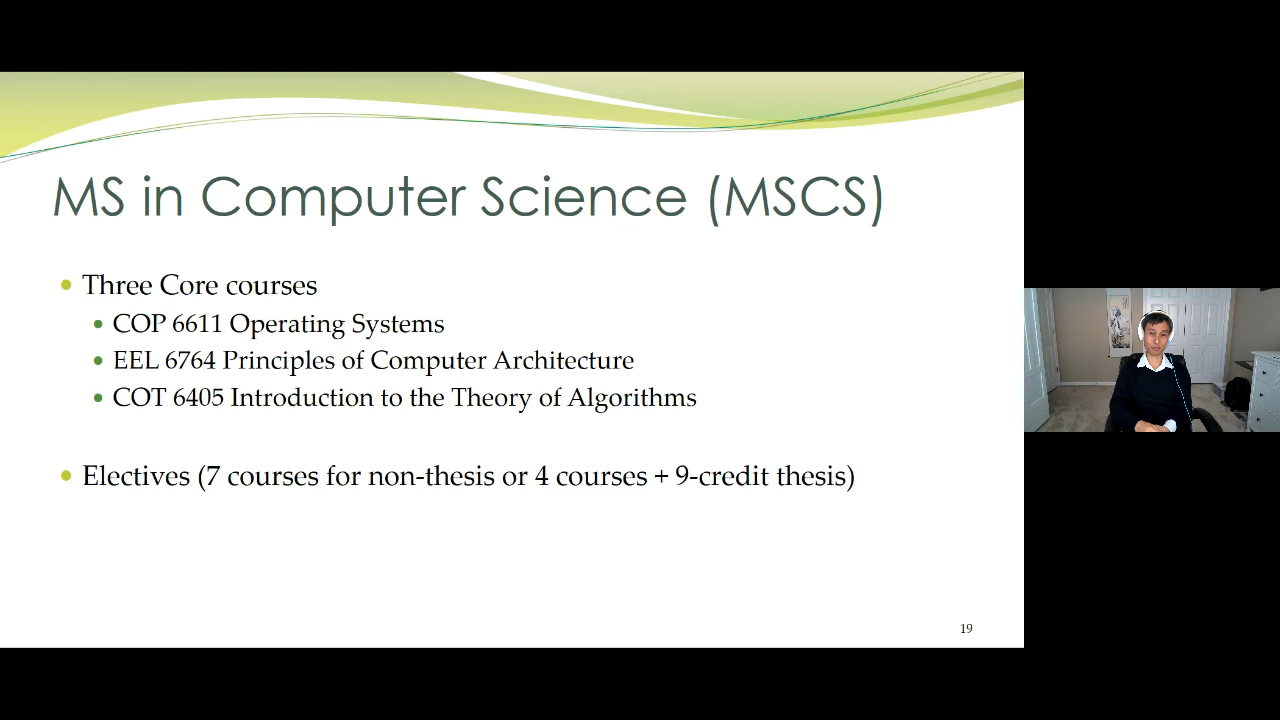 MS in Computer Science (MSCS)
Three Core courses
COP 6611 Operating Systems
EEL 6764 Principles of Computer Architecture
COT 6405 Introduction to the Theory of Algorithms
Electives (7 courses for non-thesis or 4 courses + 9-credit thesis)
19